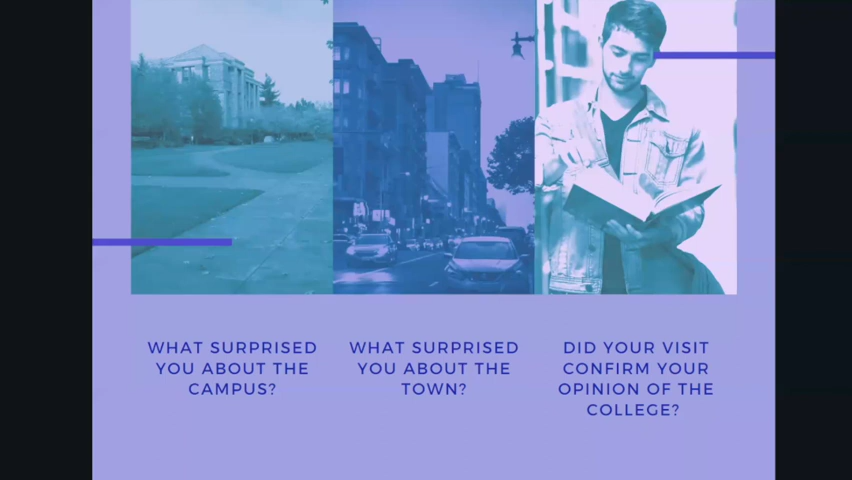 WHAT SURPRISED
YOU ABOUT THE
CAMPUS?
WHAT SURPRISED
YOU ABOUT THE
TOWN?
DID YOUR VISIT
CONFIRM YOUR
OPINION OF THE
COLLEGE?